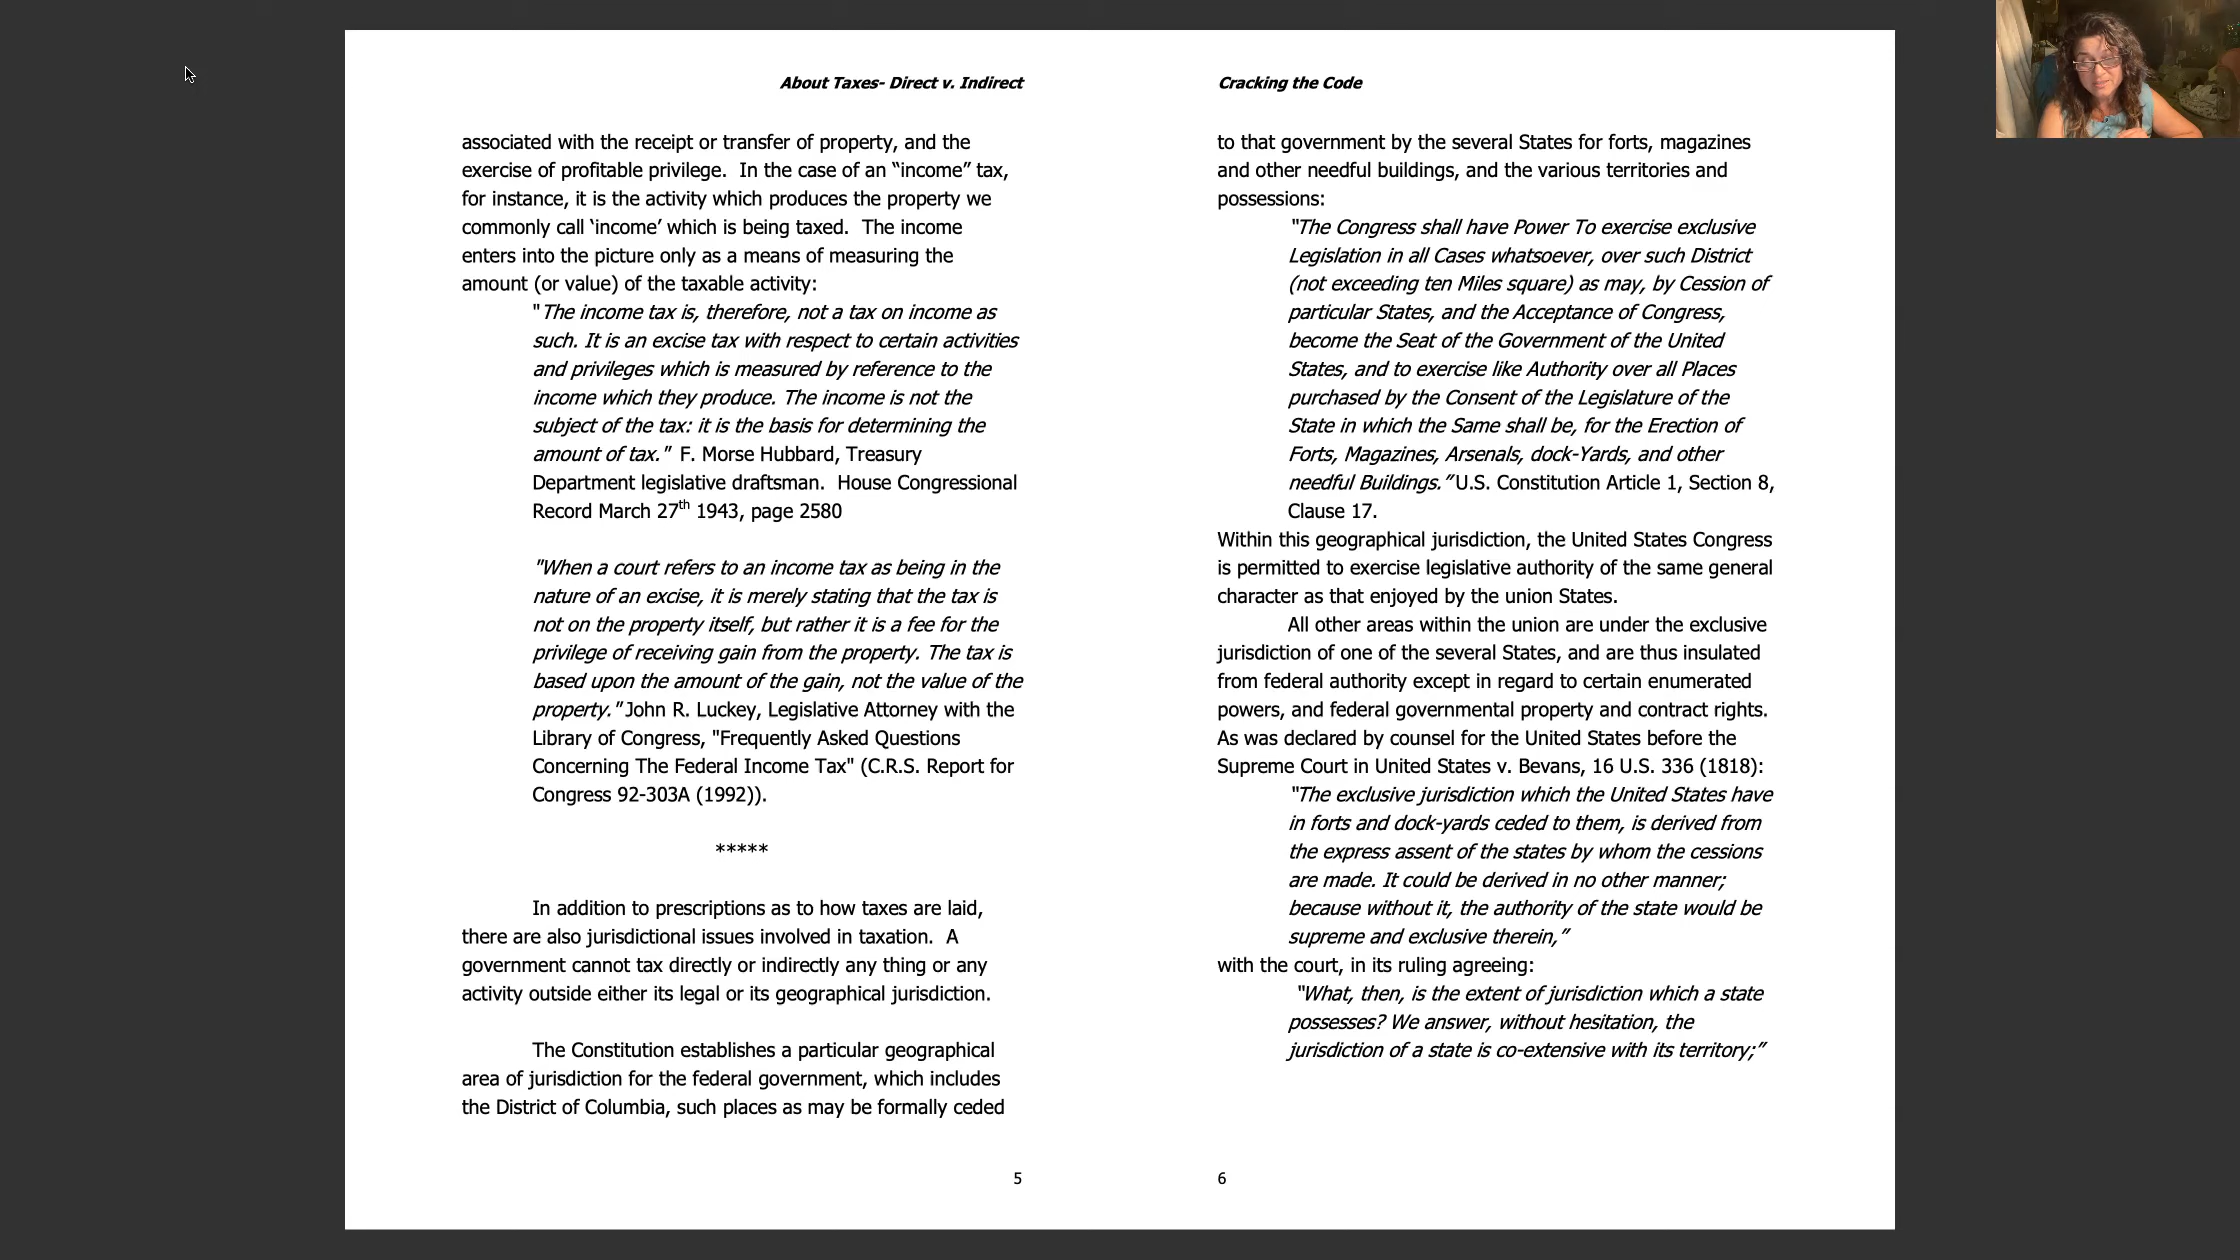 About Taxes- Direct v. Indirect
associated with the receipt or transfer of property, and the
exercise of profitable privilege.  In the case of an “income” tax,
for instance, it is the activity which produces the property we
commonly call ‘income’ which is being taxed.  The income
enters into the picture only as a means of measuring the
amount (or value) of the taxable activity:
"The income tax is, therefore, not a tax on income as
such. It is an excise tax with respect to certain activities
and privileges which is measured by reference to the
income which they produce. The income is not the
subject of the tax: it is the basis for determining the
amount of tax."  F. Morse Hubbard, Treasury
Department legislative draftsman.  House Congressional
Record March 27th 1943, page 2580
"When a court refers to an income tax as being in the
nature of an excise, it is merely stating that the tax is
not on the property itself, but rather it is a fee for the
privilege of receiving gain from the property. The tax is
based upon the amount of the gain, not the value of the
property." John R. Luckey, Legislative Attorney with the
Library of Congress, "Frequently Asked Questions
Concerning The Federal Income Tax" (C.R.S. Report for
Congress 92-303A (1992)).
*****
In addition to prescriptions as to how taxes are laid,
there are also jurisdictional issues involved in taxation.  A
government cannot tax directly or indirectly any thing or any
activity outside either its legal or its geographical jurisdiction.
The Constitution establishes a particular geographical
area of jurisdiction for the federal government, which includes
the District of Columbia, such places as may be formally ceded
5
Cracking the Code
to that government by the several States for forts, magazines
and other needful buildings, and the various territories and
possessions:
“The Congress shall have Power To exercise exclusive
Legislation in all Cases whatsoever, over such District
(not exceeding ten Miles square) as may, by Cession of
particular States, and the Acceptance of Congress,
become the Seat of the Government of the United
States, and to exercise like Authority over all Places
purchased by the Consent of the Legislature of the
State in which the Same shall be, for the Erection of
Forts, Magazines, Arsenals, dock-Yards, and other
needful Buildings.” U.S. Constitution Article 1, Section 8,
Clause 17.
Within this geographical jurisdiction, the United States Congress
is permitted to exercise legislative authority of the same general
character as that enjoyed by the union States.
All other areas within the union are under the exclusive
jurisdiction of one of the several States, and are thus insulated
from federal authority except in regard to certain enumerated
powers, and federal governmental property and contract rights.
As was declared by counsel for the United States before the
Supreme Court in United States v. Bevans, 16 U.S. 336 (1818):
“The exclusive jurisdiction which the United States have
in forts and dock-yards ceded to them, is derived from
the express assent of the states by whom the cessions
are made. It could be derived in no other manner;
because without it, the authority of the state would be
supreme and exclusive therein,”
with the court, in its ruling agreeing:
“What, then, is the extent of jurisdiction which a state
possesses? We answer, without hesitation, the
jurisdiction of a state is co-extensive with its territory;”
6